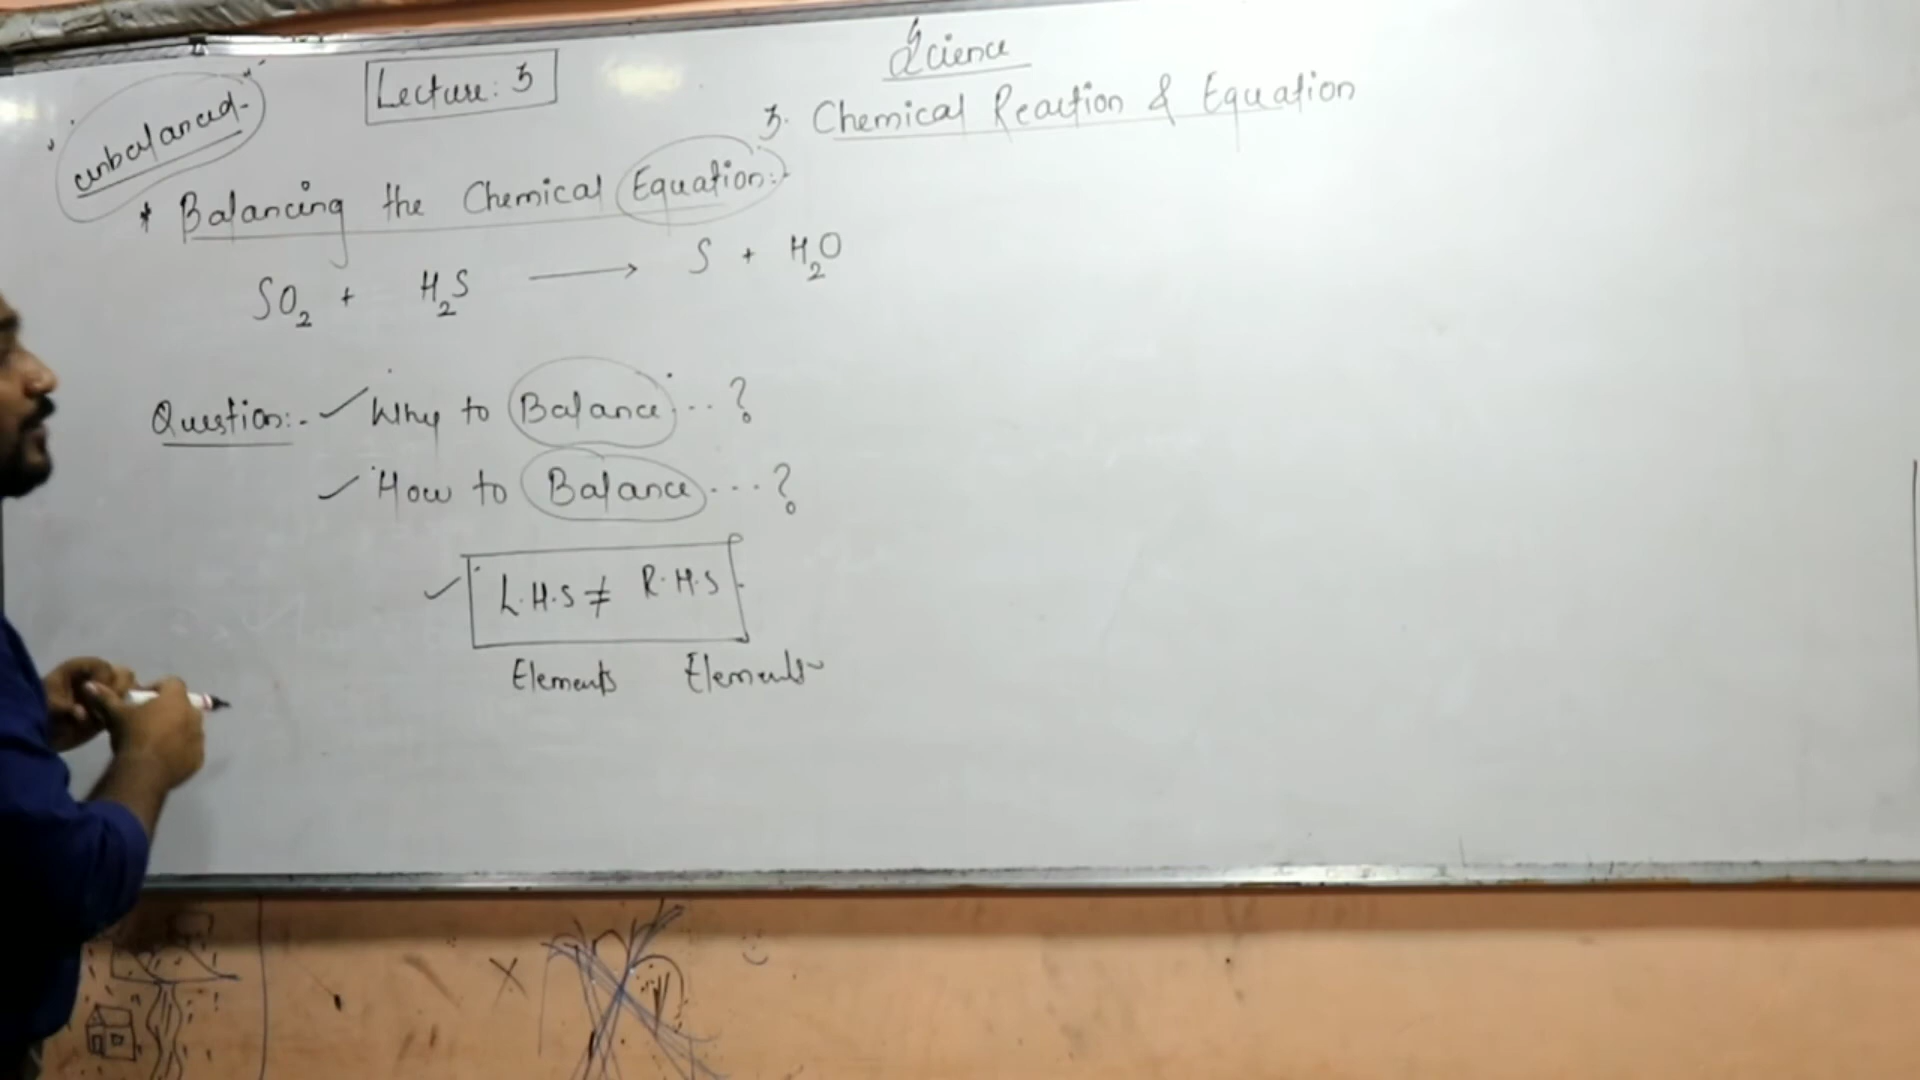 Science
Lecture: 3
3. Chemical Reaction & Equation
unbalanced
* Balancing the Chemical Equation:-
SO₂ + H₂S ⟶ S + H₂O
Question:- ✓ Why to Balance...?
✓ How to Balance...?
✓ L.H.S ≠ R.H.S
Elements Elements